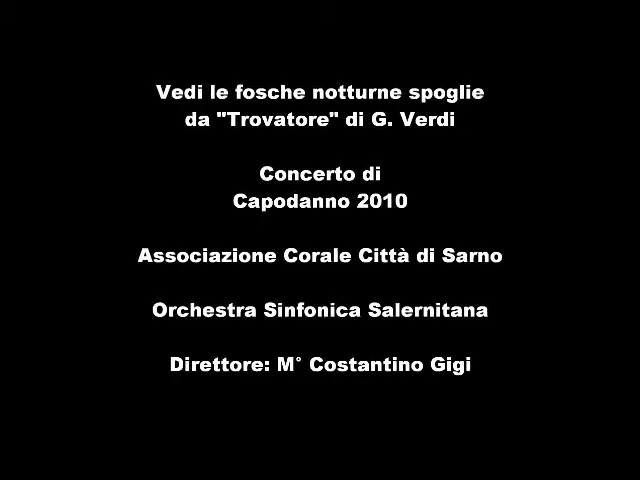 Vedi le fosche notturne spoglie
da "Trovatore" di G. Verdi
Concerto di
Capodanno 2010
Associazione Corale Città di Sarno
Orchestra Sinfonica Salernitana
Direttore: M° Costantino Gigi